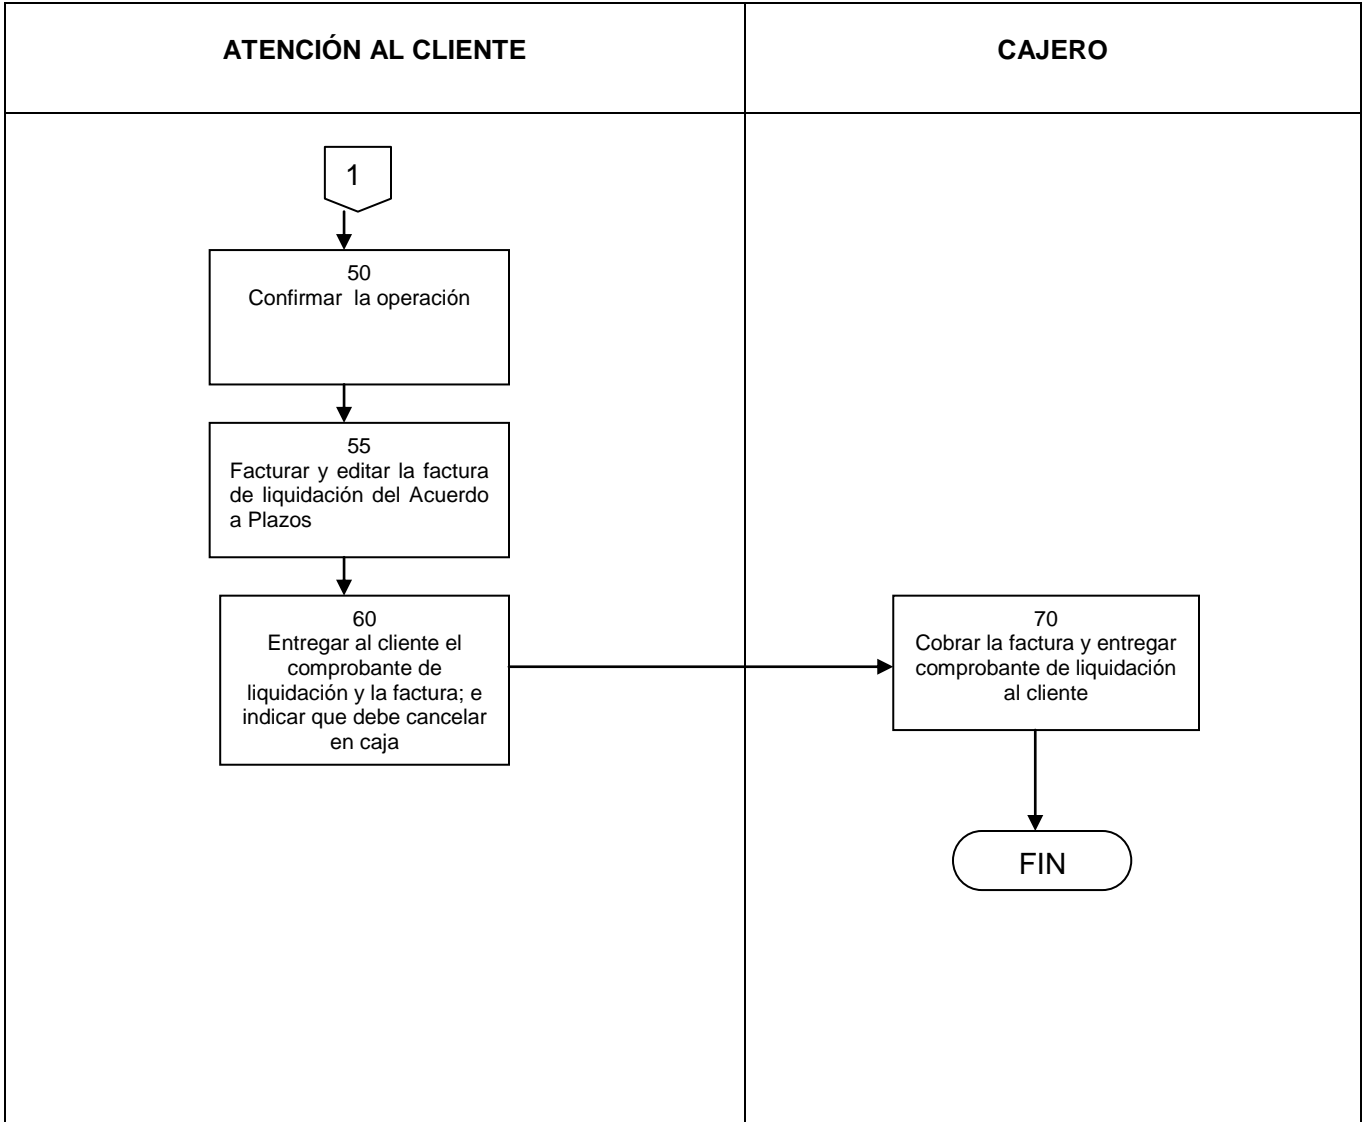 ATENCIÓN AL CLIENTE
CAJERO
1
50
Confirmar la operación
55
Facturar y editar la factura
de liquidación del Acuerdo
a Plazos
60
Entregar al cliente el
comprobante de
liquidación y la factura; e
indicar que debe cancelar
en caja
70
Cobrar la factura y entregar
comprobante de liquidación
al cliente
FIN